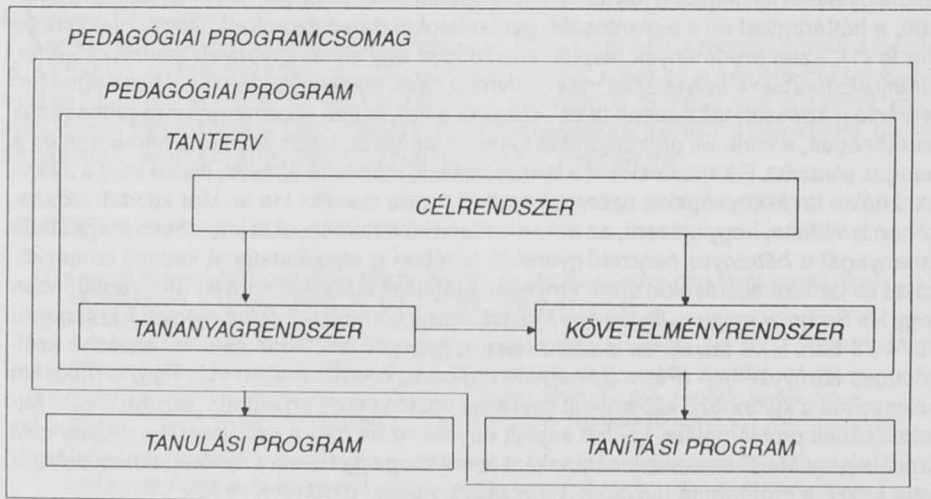 PEDAGÓGIAI PROGRAMCSOMAG
PEDAGÓGIAI PROGRAM
TANTERV
CÉLRENDSZER
TANANYAGRENDSZER
KÖVETELMÉNYRENDSZER
TANULÁSI PROGRAM
TANÍTÁSI PROGRAM